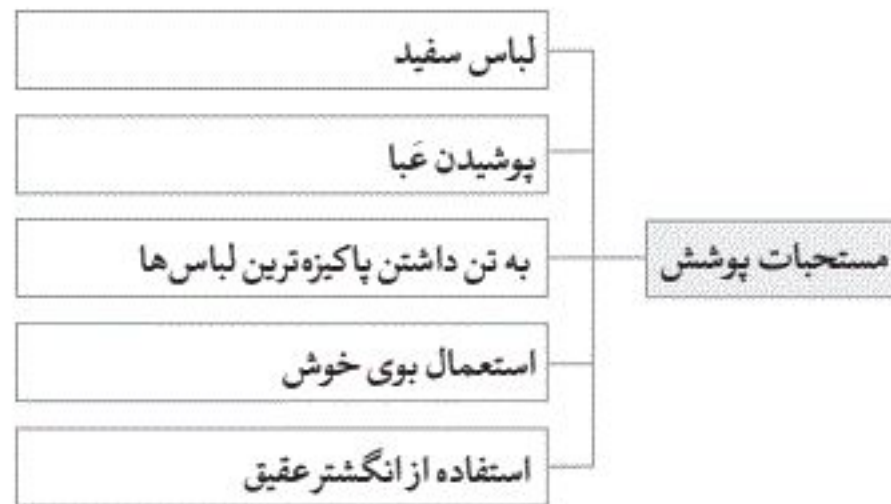 مستحبات پوشش
لباس سفید
پوشیدن عَبا
به تن داشتن پاکیزه‌ترین لباس‌ها
استعمال بوی خوش
استفاده از انگشتر عقیق